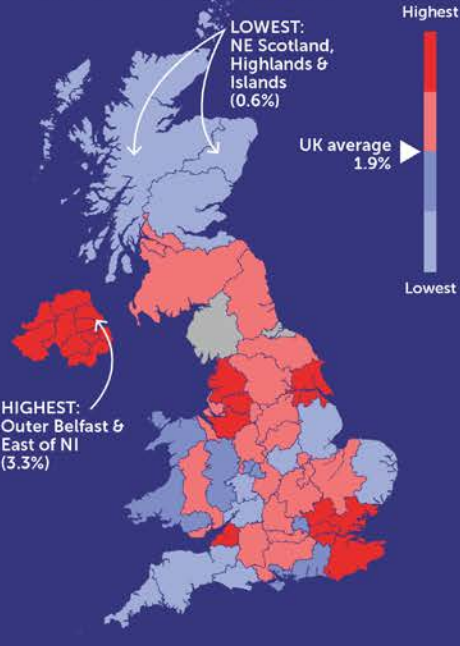 Highest
LOWEST:
NE Scotland,
Highlands &
Islands
(0.6%)
UK average
1.9%
Lowest
HIGHEST:
Outer Belfast &
East of NI
(3.3%)